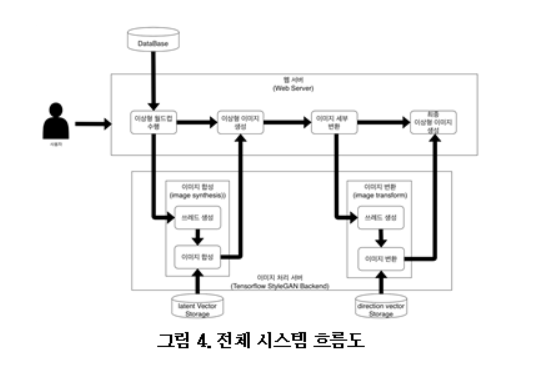 DataBase
웹 서버
(Web Server)
사용자
이상형 월드컵
수행
이상형 이미지
생성
이미지 세부
변환
최종
이상형 이미지
생성
이미지 합성
(image synthesis))
쓰레드 생성
이미지 합성
이미지 변환
(image transform)
쓰레드 생성
이미지 변환
이미지 처리 서버
(Tensorflow StyleGAN Backend)
latent Vector
Storage
direction vector
Storage
그림 4. 전체 시스템 흐름도